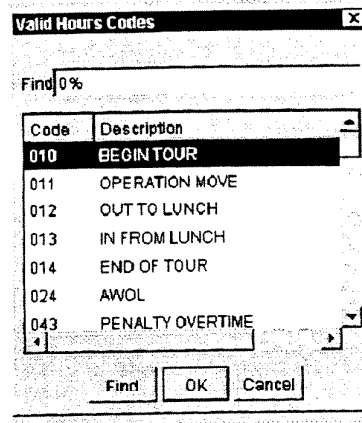 Valid Hours Codes
Find 0%
Code Description
010 BEGIN TOUR
011 OPERATION MOVE
012 OUT TO LUNCH
013 IN FROM LUNCH
014 END OF TOUR
024 AWOL
043 PENALTY OVERTIME
Find OK Cancel